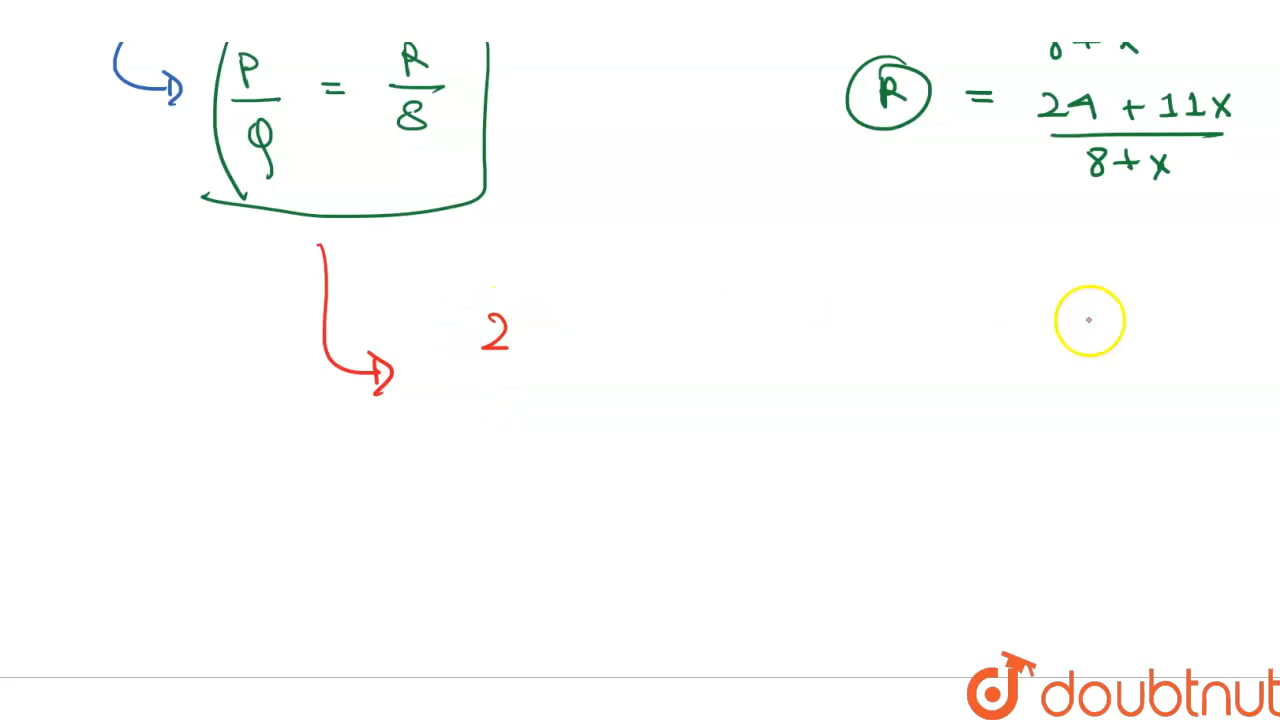 P/Q = R/8
R = (24 + 11x)/(8+x)
2
doubtnut